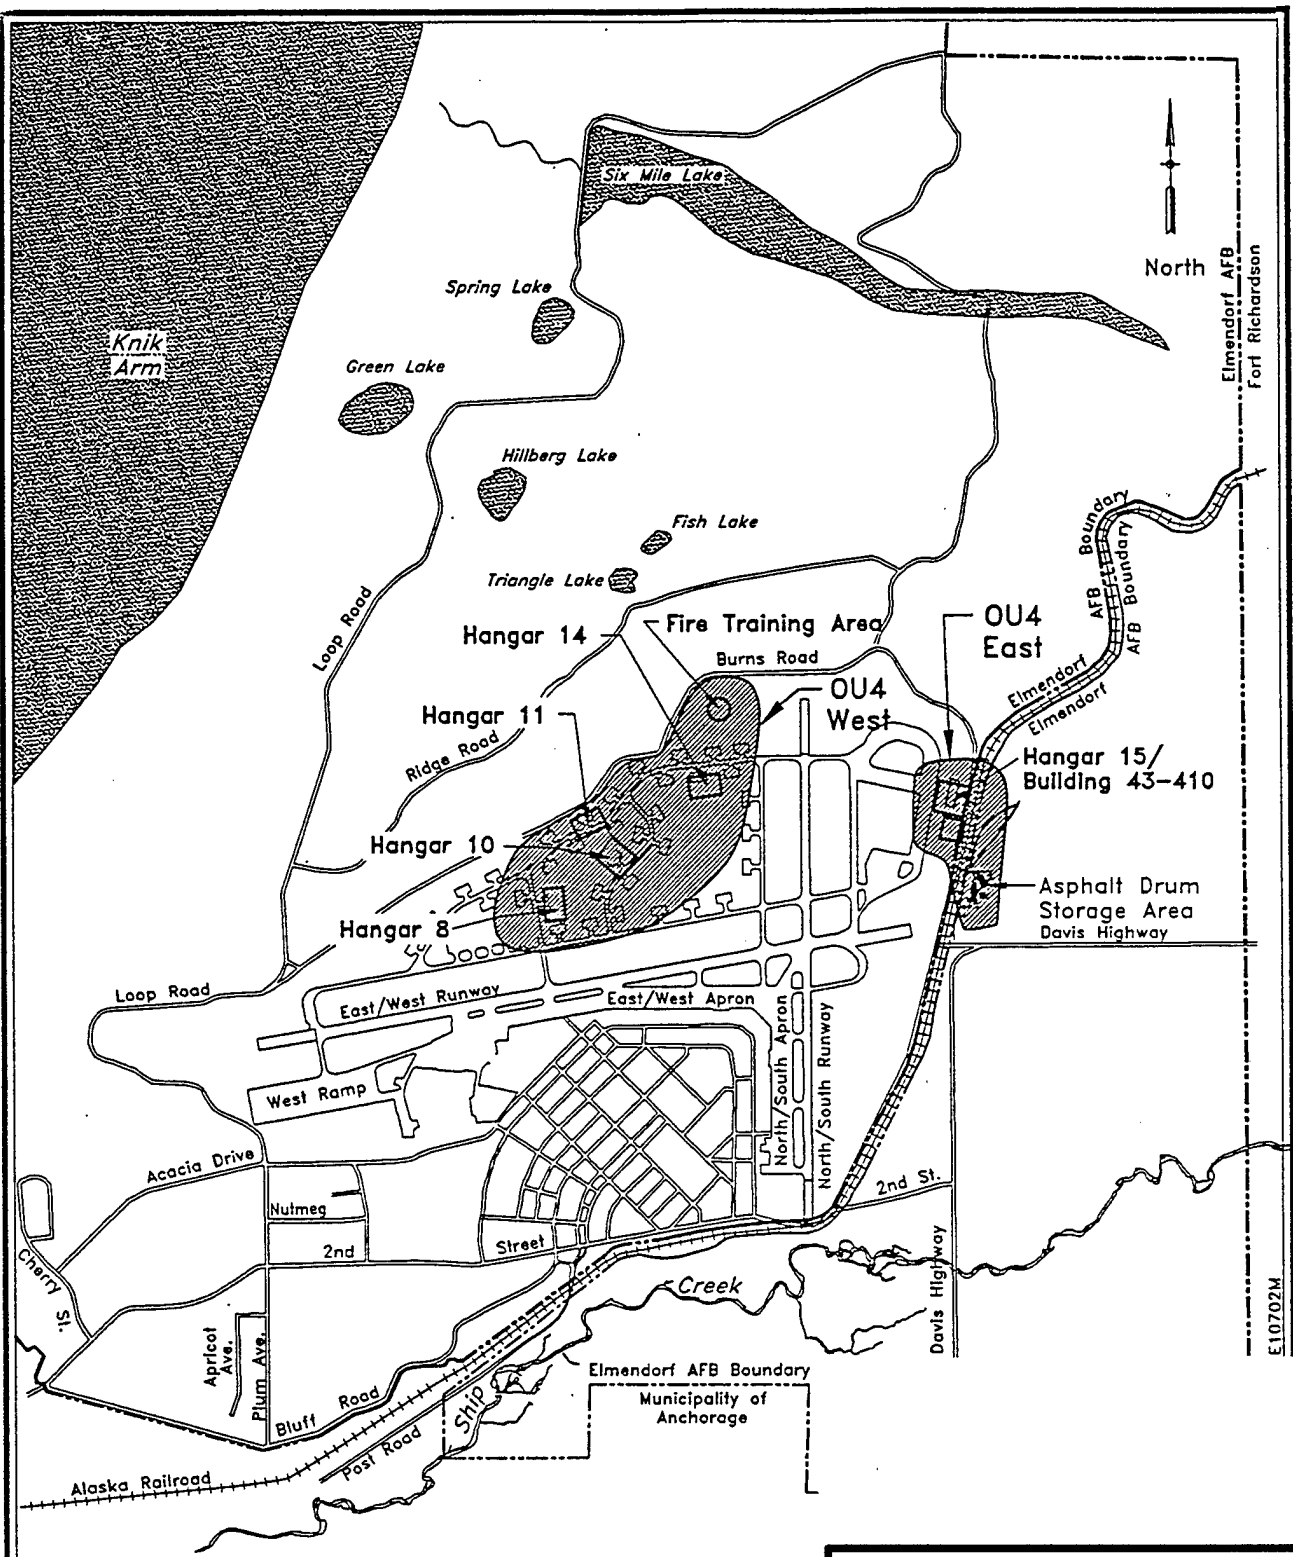 Six Mile Lake
North
Elmendorf AFB
Fort Richardson
Spring Lake
Knik
Arm
Green Lake
Hillberg Lake
Fish Lake
Triangle Lake
Loop Road
AFB Boundary
AFB Boundary
Hangar 14
Fire Training Area
OU4
East
Burns Road
Elmendorf
Elmendorf
OU4
West
Hangar 11
Ridge Road
Hangar 15/
Building 43-410
Hangar 10
Asphalt Drum
Storage Area
Davis Highway
Hangar 8
Loop Road
East/West Runway
East/West Apron
North/South Apron
North/South Runway
West Ramp
Acacia Drive
2nd St.
Nutmeg
2nd
Street
Cherry St.
Creek
Davis Highway
E10702M
Apricot
Ave.
Plum Ave.
Elmendorf AFB Boundary
Municipality of
Anchorage
Bluff Road
Ship
Post Road
Alaska Railroad